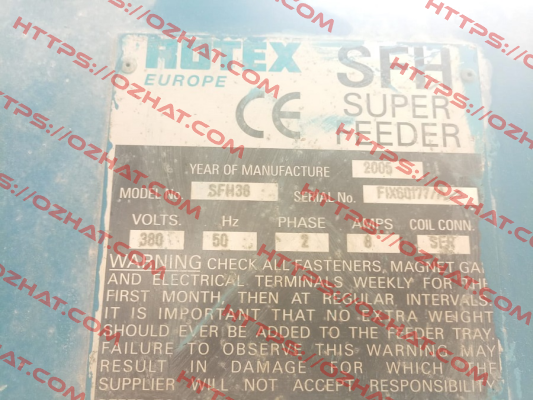 ROTEX
EUROPE
CE
SFH
SUPER
FEEDER
YEAR OF MANUFACTURE 2005
MODEL No. SFH36 SERIAL No.
VOLTS. Hz PHASE AMPS COIL CONN.
380 50 2 8 SER
WARNING CHECK ALL FASTENERS, MAGNET GA
AND ELECTRICAL TERMINALS WEEKLY FOR THE
FIRST MONTH, THEN AT REGULAR INTERVALS
IT IS IMPORTANT THAT NO EXTRA WEIGHT
SHOULD EVER BE ADDED TO THE FEEDER TRAY.
FAILURE TO OBSERVE THIS WARNING MAY
RESULT IN DAMAGE FOR WHICH THE
SUPPLIER WILL NOT ACCEPT RESPONSIBILITY
HTTPS://OZHAT.COM